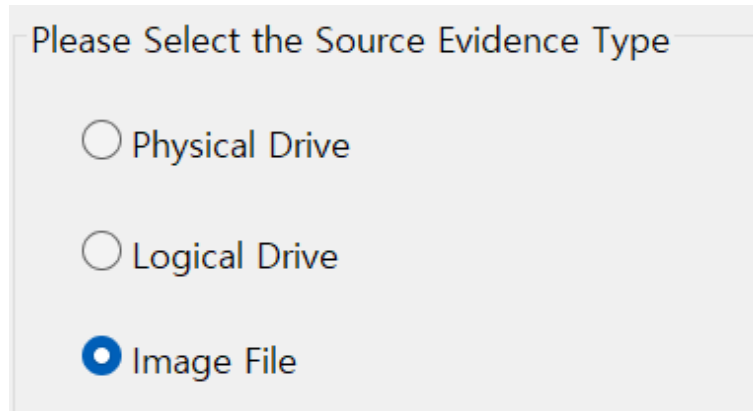 Please Select the Source Evidence Type
Physical Drive
Logical Drive
Image File